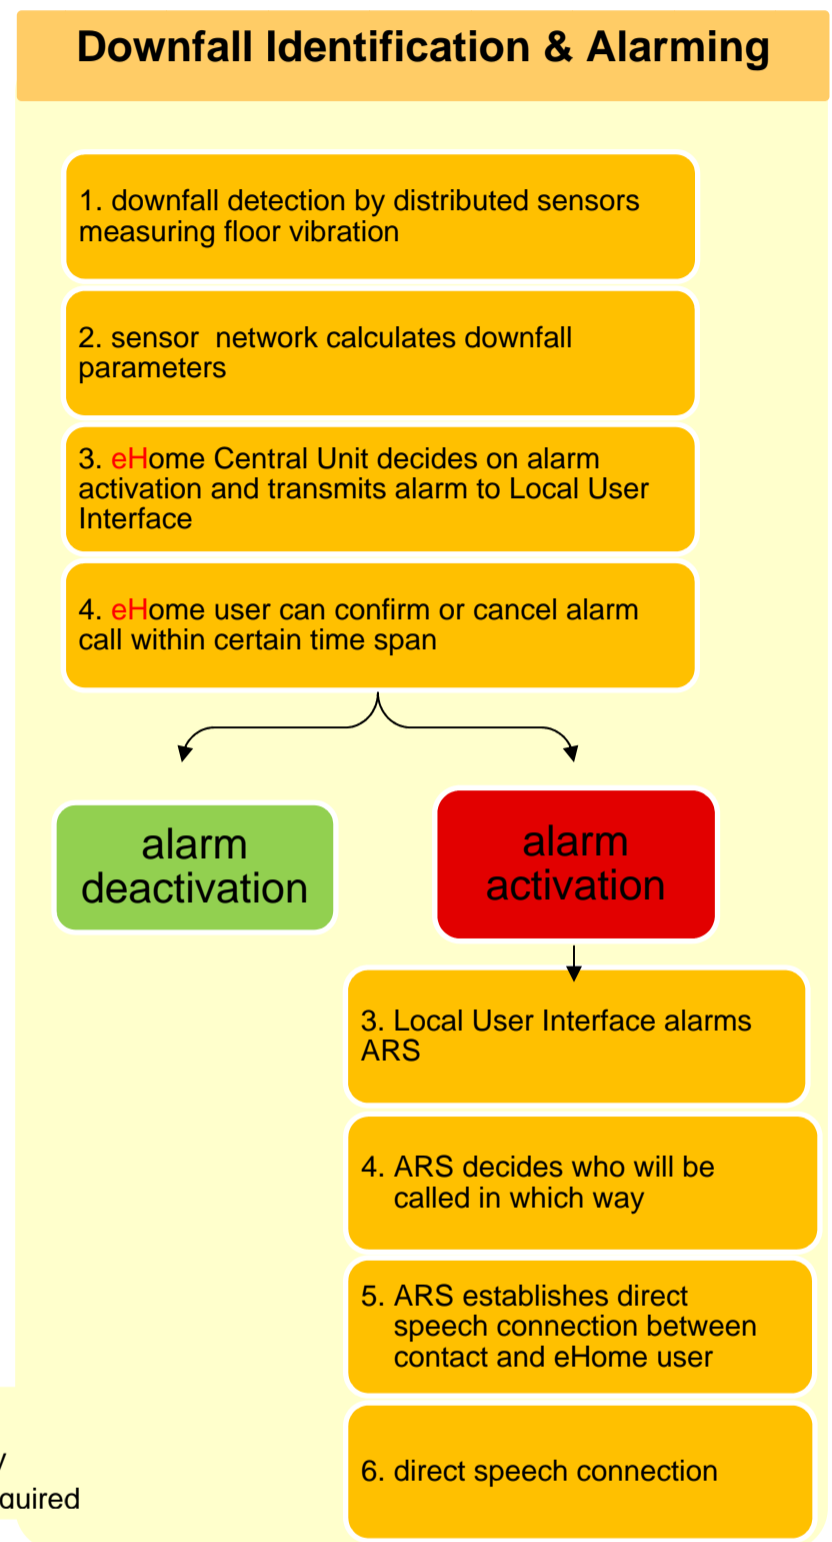 Downfall Identification & Alarming
1. downfall detection by distributed sensors
measuring floor vibration
2. sensor network calculates downfall
parameters
3. eHome Central Unit decides on alarm
activation and transmits alarm to Local User
Interface
4. eHome user can confirm or cancel alarm
call within certain time span
alarm
deactivation
alarm
activation
3. Local User Interface alarms
ARS
4. ARS decides who will be
called in which way
5. ARS establishes direct
speech connection between
contact and eHome user
6. direct speech connection